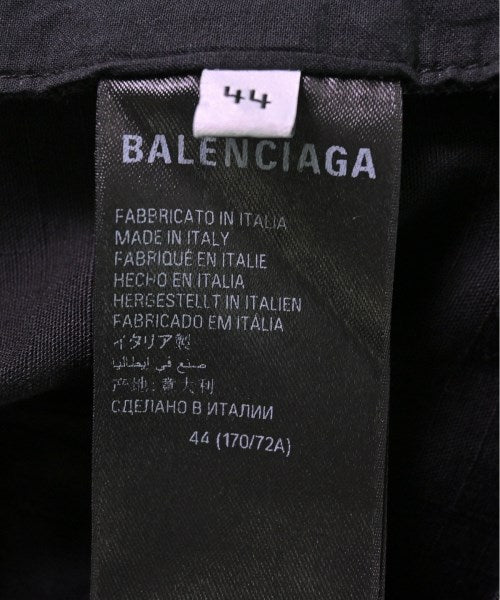 44
BALENCIAGA
FABBRICATO IN ITALIA
MADE IN ITALY
FABRIQUÉ EN ITALIE
HECHO EN ITALIA
HERGESTELLT IN ITALIEN
FABRICADO EM ITÁLIA
イタリア製
صنع في ايطاليا
产地:意大利
СДЕЛАНО В ИТАЛИИ
44 (170/72A)